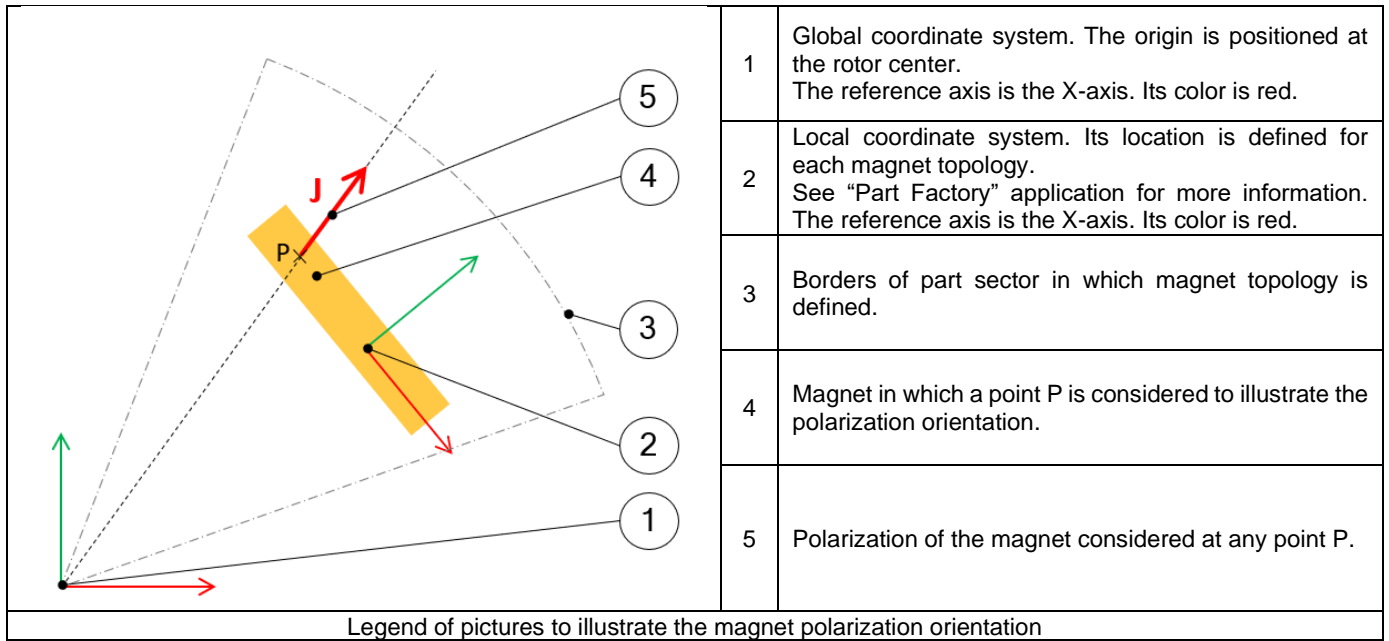 5
4
J
P
3
2
1
1
Global coordinate system. The origin is positioned at
the rotor center.
The reference axis is the X-axis. Its color is red.
2
Local coordinate system. Its location is defined for
each magnet topology.
See “Part Factory” application for more information.
The reference axis is the X-axis. Its color is red.
3
Borders of part sector in which magnet topology is
defined.
4
Magnet in which a point P is considered to illustrate the
polarization orientation.
5
Polarization of the magnet considered at any point P.
Legend of pictures to illustrate the magnet polarization orientation